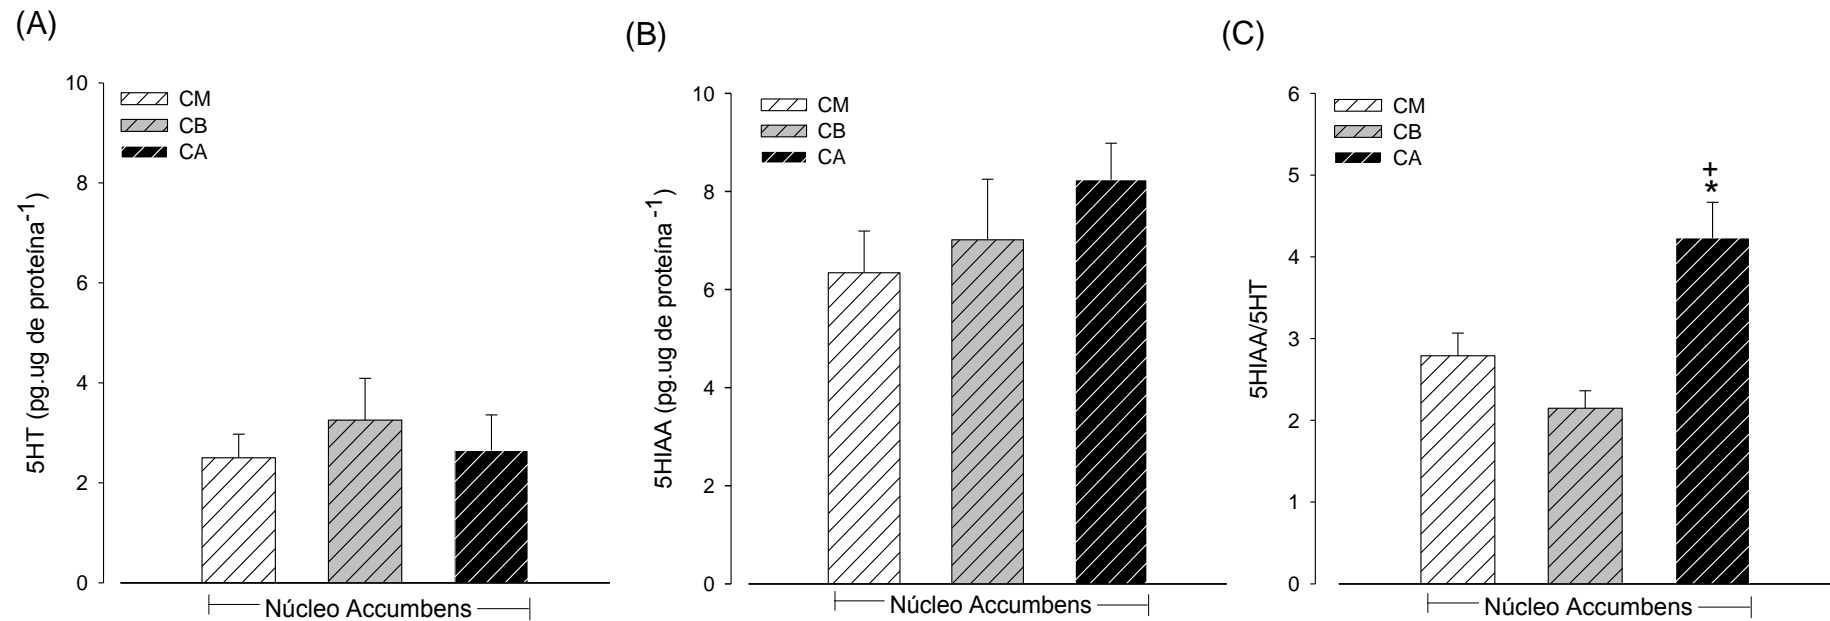 (A)
10
8
6
4
2
0
5HT (pg.ug de proteína-1)
CM
CB
CA
Núcleo Accumbens
(B)
10
8
6
4
2
0
5HIAA (pg.ug de proteína -1)
CM
CB
CA
Núcleo Accumbens
(C)
6
5
4
3
2
1
0
5HIAA/5HT
CM
CB
CA
+
*
Núcleo Accumbens